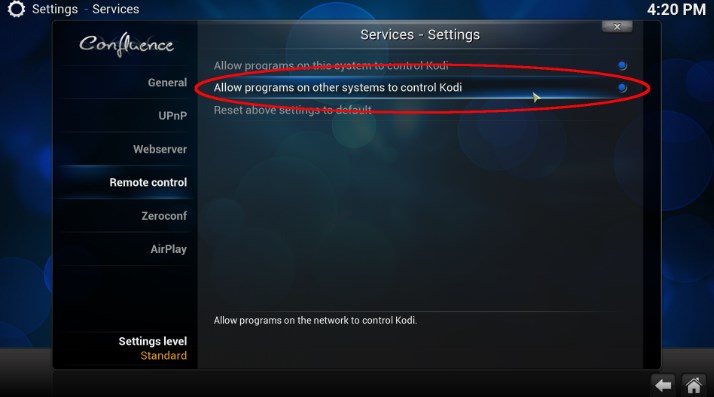 Settings - Services
4:20 PM
Confluence
Services - Settings
General
UPnP
Webserver
Remote control
Zeroconf
AirPlay
Settings level
Standard
Allow programs on this system to control Kodi
Allow programs on other systems to control Kodi
Reset above settings to default
Allow programs on the network to control Kodi.